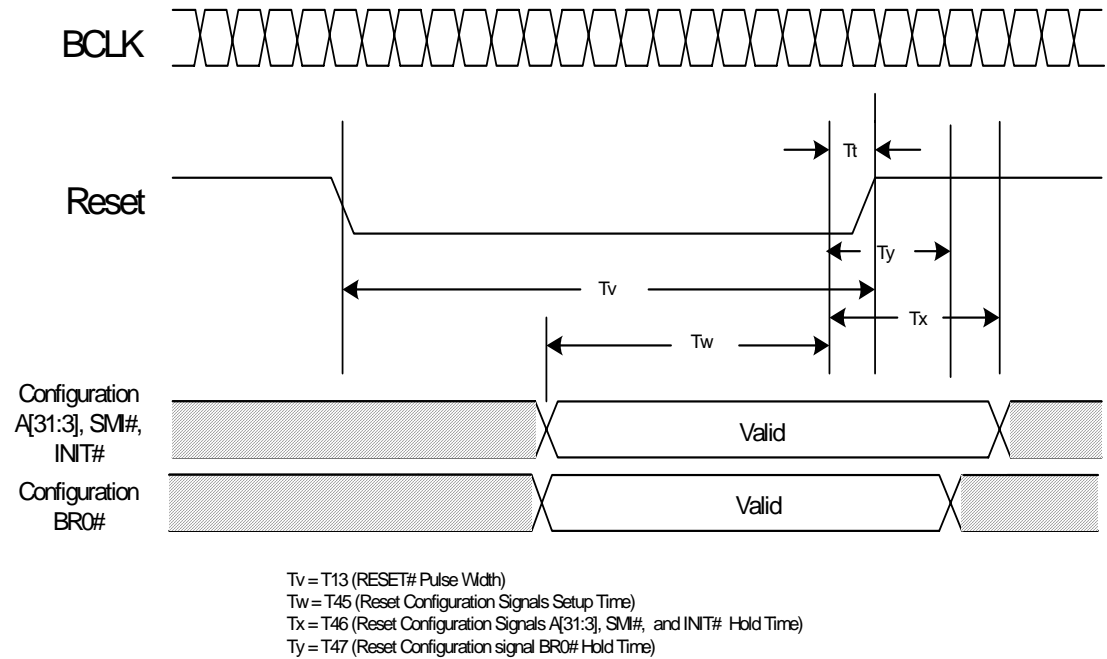 BCLK
Tt
Reset
Ty
Tv
Tx
Tw
Configuration
A[31:3], SMI#,
INIT#
Valid
Configuration
BR0#
Valid
Tv = T13 (RESET# Pulse Width)
Tw = T45 (Reset Configuration Signals Setup Time)
Tx = T46 (Reset Configuration Signals A[31:3], SMI#, and INIT# Hold Time)
Ty = T47 (Reset Configuration signal BR0# Hold Time)